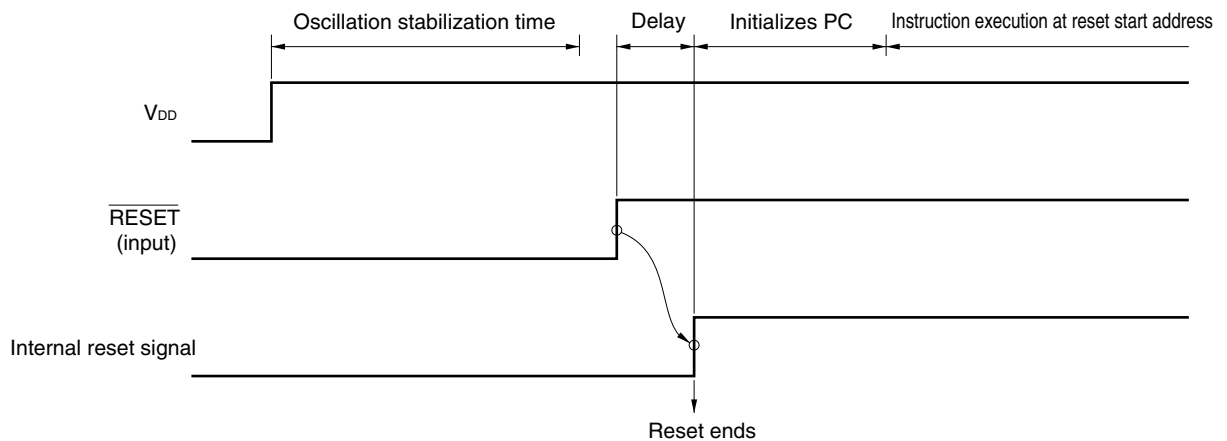 Oscillation stabilization time
Delay
Initializes PC
Instruction execution at reset start address
VDD
RESET
(input)
Internal reset signal
Reset ends